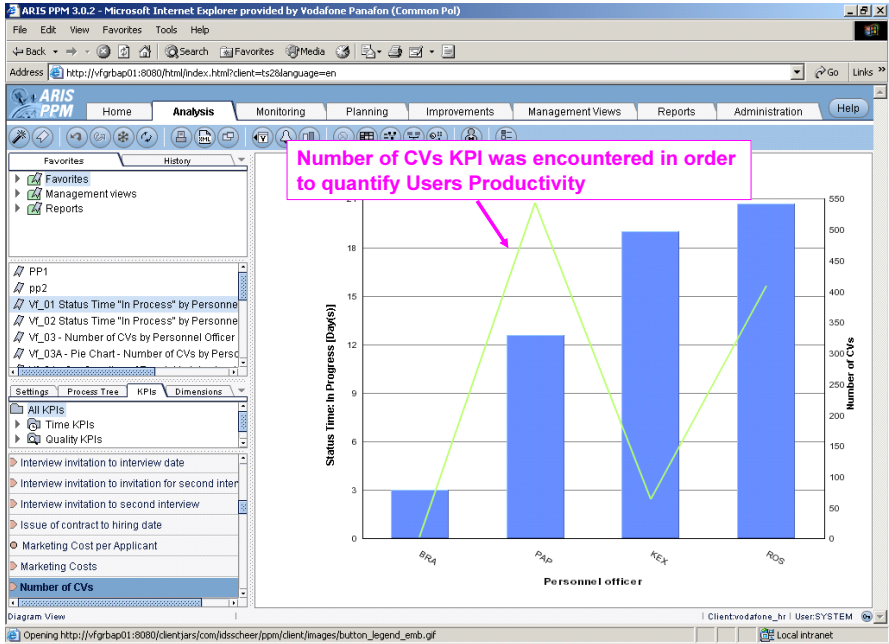 ARIS PPM 3.0.2 - Microsoft Internet Explorer provided by Vodafone Panafon (Common Pol)
File Edit View Favorites Tools Help
Back Search Favorites Media
Address http://vfgrbap01:8080/html/index.html?client=ts2&language=en Go Links »
ARIS
PPM Home Analysis Monitoring Planning Improvements Management Views Reports Administration Help
XML
Favorites History
Favorites
Management views
Reports
PP1
pp2
Vf_01 Status Time "In Process" by Personne
Vf_02 Status Time "In Process" by Personne
Vf_03 - Number of CVs by Personnel Officer
Vf_03A - Pie Chart - Number of CVs by Perso
Settings Process Tree KPIs Dimensions
All KPIs
Time KPIs
Quality KPIs
Interview invitation to interview date
Interview invitation to invitation for second inter
Interview invitation to second interview
Issue of contract to hiring date
Marketing Cost per Applicant
Marketing Costs
Number of CVs
Number of CVs KPI was encountered in order
to quantify Users Productivity
Status Time: In Progress [Day(s)]
21
18
15
12
9
6
3
0
550
500
450
400
350
300
250
200
150
100
50
0
Number of CVs
BRA PAP KEX ROS
Personnel officer
Diagram View Client:vodafone_hr User:SYSTEM
Opening http://vfgrbap01:8080/clientjars/com/idsscheer/ppm/client/images/button_legend_emb.gif Local intranet